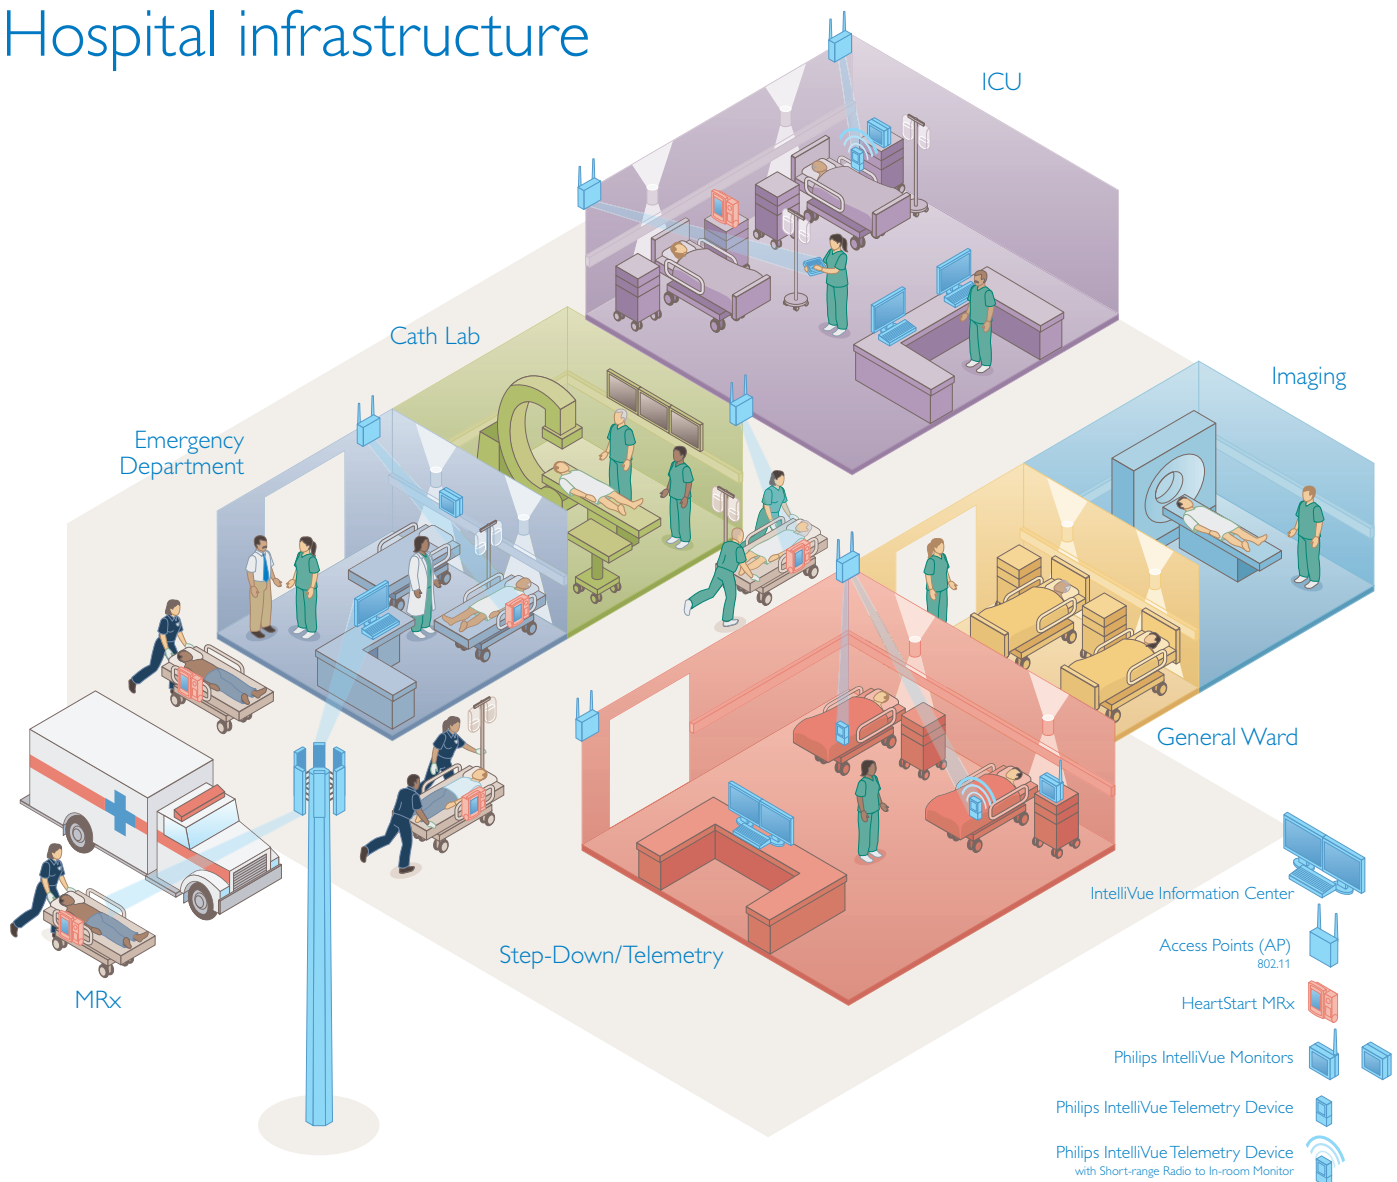 Hospital infrastructure
ICU
Cath Lab
Imaging
Emergency
Department
General Ward
IntelliVue Information Center
Step-Down/Telemetry
Access Points (AP)
802.11
MRx
HeartStart MRx
Philips IntelliVue Monitors
Philips IntelliVue Telemetry Device
Philips IntelliVue Telemetry Device
with Short-range Radio to In-room Monitor